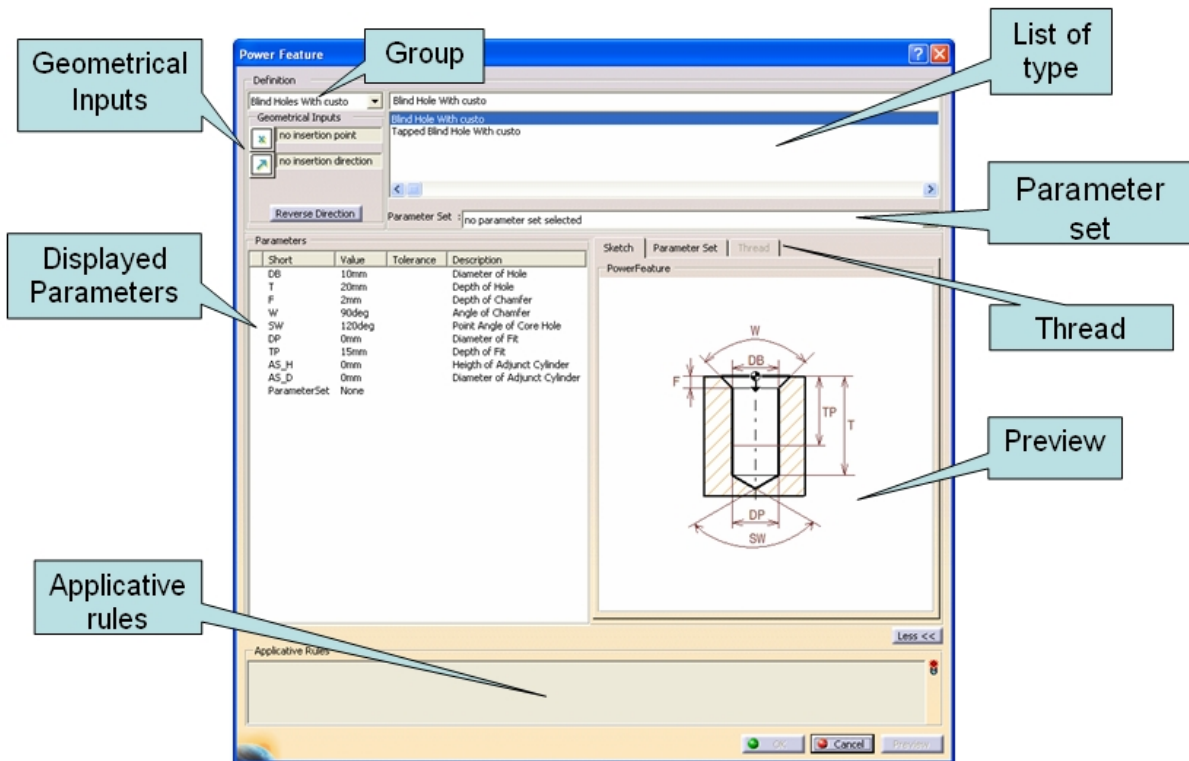 Geometrical
Inputs
Group
List of
type
Parameter
set
Displayed
Parameters
Thread
Preview
Applicative
rules
Power Feature
Definition
Blind Holes With custo
Blind Hole With custo
Geometrical Inputs
no insertion point
no insertion direction
Reverse Direction
Blind Hole With custo
Tapped Blind Hole With custo
Parameter Set : no parameter set selected
Parameters
Short Value Tolerance Description
DB 10mm Diameter of Hole
T 20mm Depth of Hole
F 2mm Depth of Chamfer
W 90deg Angle of Chamfer
SW 120deg Point Angle of Core Hole
DP 0mm Diameter of Fit
TP 15mm Depth of Fit
AS_H 0mm Heigth of Adjunct Cylinder
AS_D 0mm Diameter of Adjunct Cylinder
ParameterSet None
Sketch Parameter Set Thread
PowerFeature
W
DB
F
TP
T
DP
SW
Less <<
Applicative Rules
OK Cancel Preview